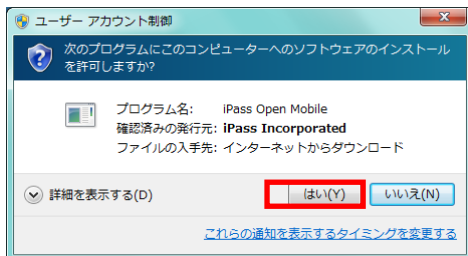 ユーザー アカウント制御
次のプログラムにこのコンピューターへのソフトウェアのインストール
を許可しますか?
プログラム名: iPass Open Mobile
確認済みの発行元: iPass Incorporated
ファイルの入手先: インターネットからダウンロード
詳細を表示する(D)
はい(Y)
いいえ(N)
これらの通知を表示するタイミングを変更する